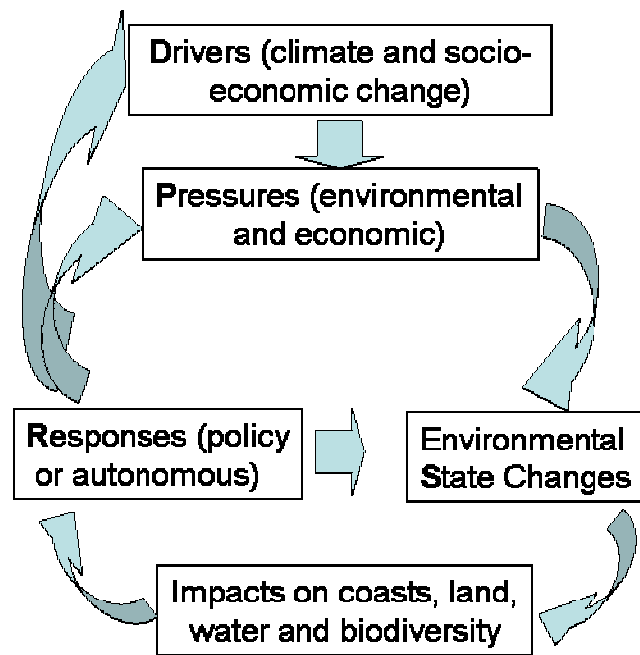 Drivers (climate and socio-
economic change)
Pressures (environmental
and economic)
Responses (policy
or autonomous)
Environmental
State Changes
Impacts on coasts, land,
water and biodiversity